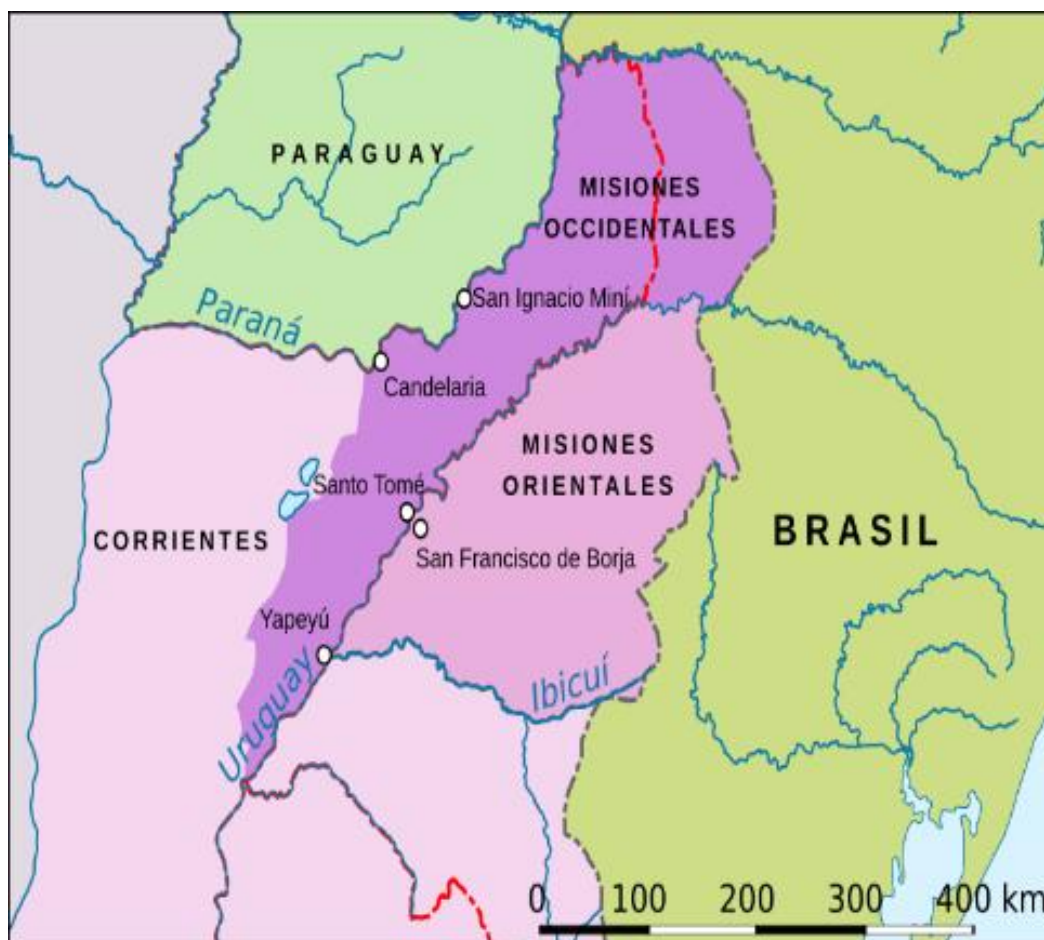 PARAGUAY
MISIONES
OCCIDENTALES
San Ignacio Miní
Paraná
Candelaria
MISIONES
ORIENTALES
Santo Tomé
CORRIENTES
BRASIL
San Francisco de Borja
Yapeyú
Uruguay
Ibicuí
0 100 200 300 400 km